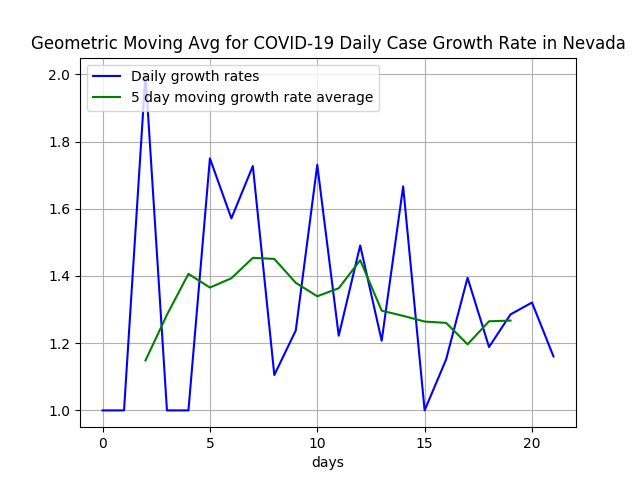 Geometric Moving Avg for COVID-19 Daily Case Growth Rate in Nevada
Daily growth rates
5 day moving growth rate average
2.0
1.8
1.6
1.4
1.2
1.0
0 5 10 15 20
days